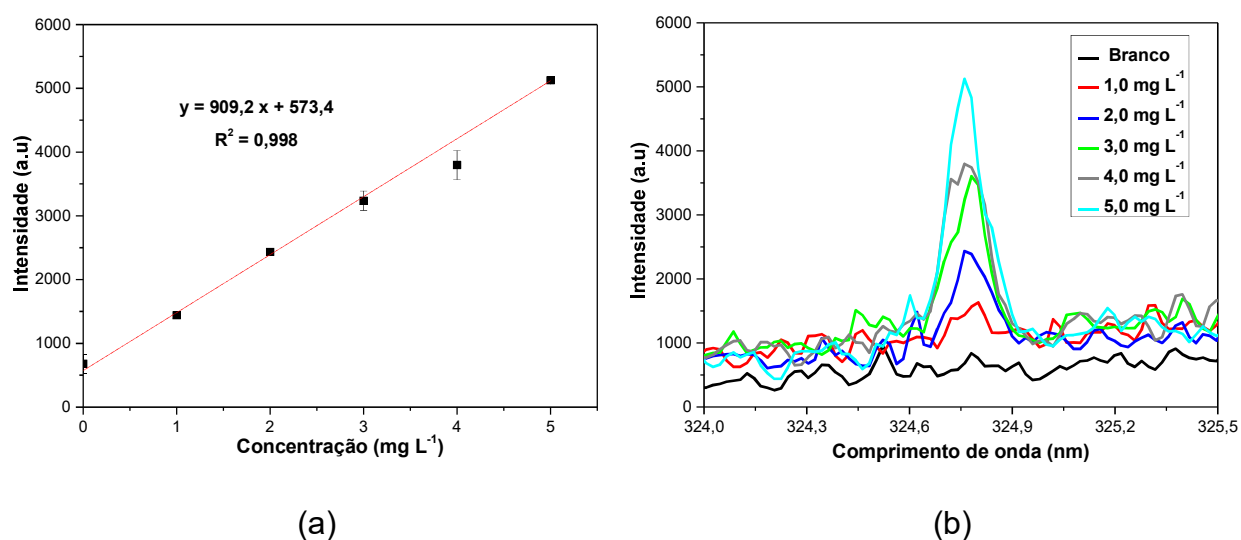 6000
5000
4000
3000
2000
1000
0
Intensidade (a.u)
y = 909,2 x + 573,4
R² = 0,998
0 1 2 3 4 5
Concentração (mg L⁻¹)
(a)
6000
5000
4000
3000
2000
1000
0
Intensidade (a.u)
Branco
1,0 mg L⁻¹
2,0 mg L⁻¹
3,0 mg L⁻¹
4,0 mg L⁻¹
5,0 mg L⁻¹
324,0 324,3 324,6 324,9 325,2 325,5
Comprimento de onda (nm)
(b)